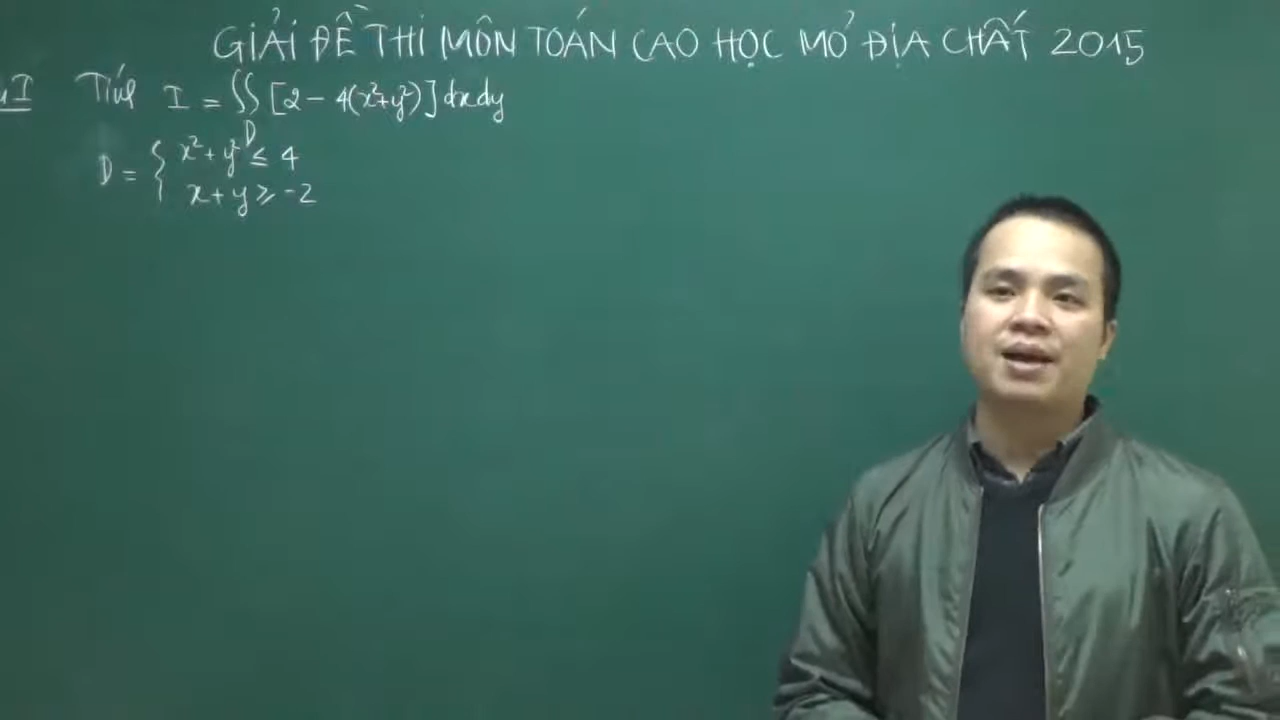 GIẢI ĐỀ THI MÔN TOÁN CAO HỌC MỎ ĐỊA CHẤT 2015
I Tính I = ∬ [2 - 4(x²+y²)] dxdy
D
D = { x² + y² ≤ 4
x + y ≥ -2